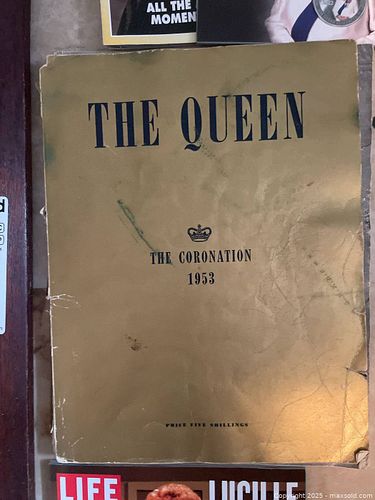 ALL THE
MOMEN
THE QUEEN
THE CORONATION
1953
PRICE FIVE SHILLINGS
LIFE
LUCILLE
Copyright 2025 - maxsold.com